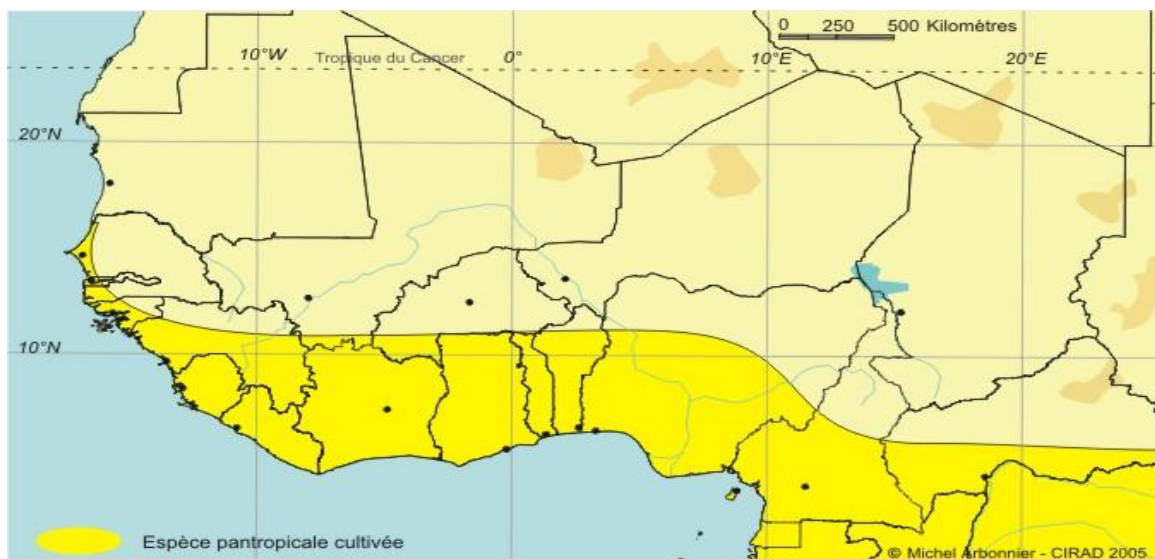 0 250 500 Kilomètres
10°W 0° 10°E 20°E
Tropique du Cancer
20°N
10°N
Espèce pantropicale cultivée
© Michel Arbonnier - CIRAD 2005